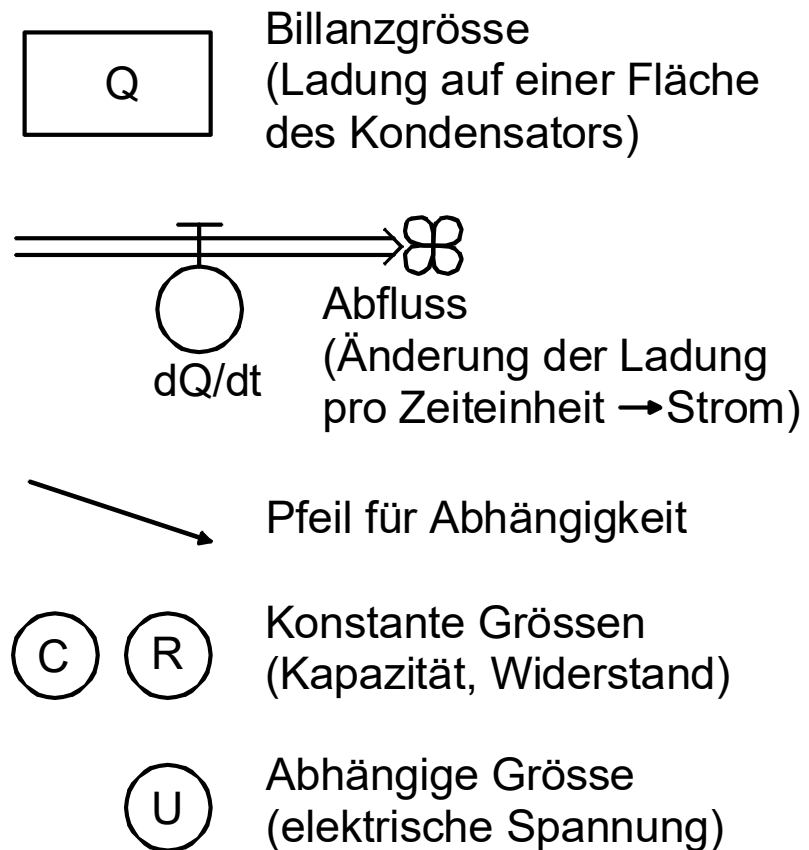 Q
Billanzgrösse
(Ladung auf einer Fläche
des Kondensators)
dQ/dt
Abfluss
(Änderung der Ladung
pro Zeiteinheit → Strom)
Pfeil für Abhängigkeit
C R
Konstante Grössen
(Kapazität, Widerstand)
U
Abhängige Grösse
(elektrische Spannung)